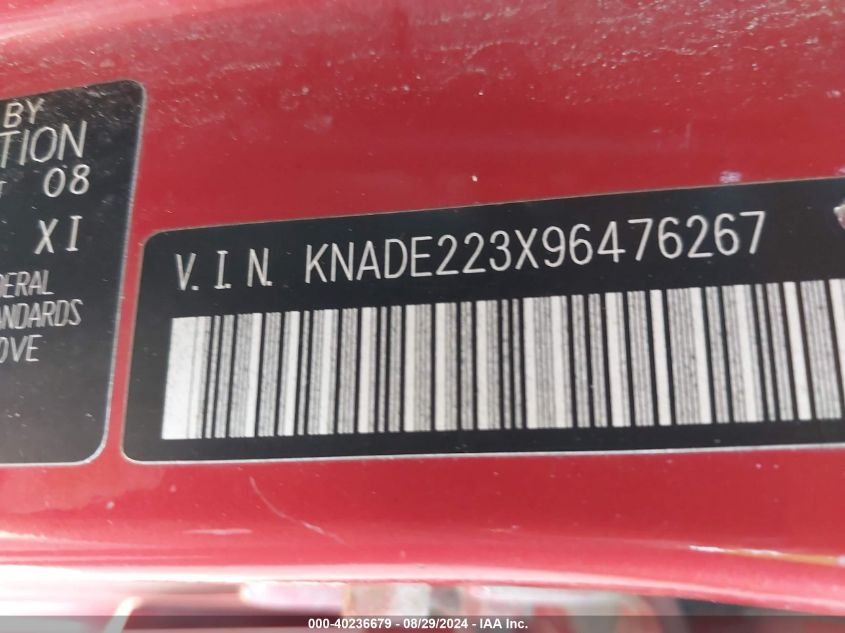 BY
TION
08
XI
DERAL
ANDARDS
OVE
V.I.N. KNADE223X96476267
000-40236679 / 08/29/2024 / IAA Inc.